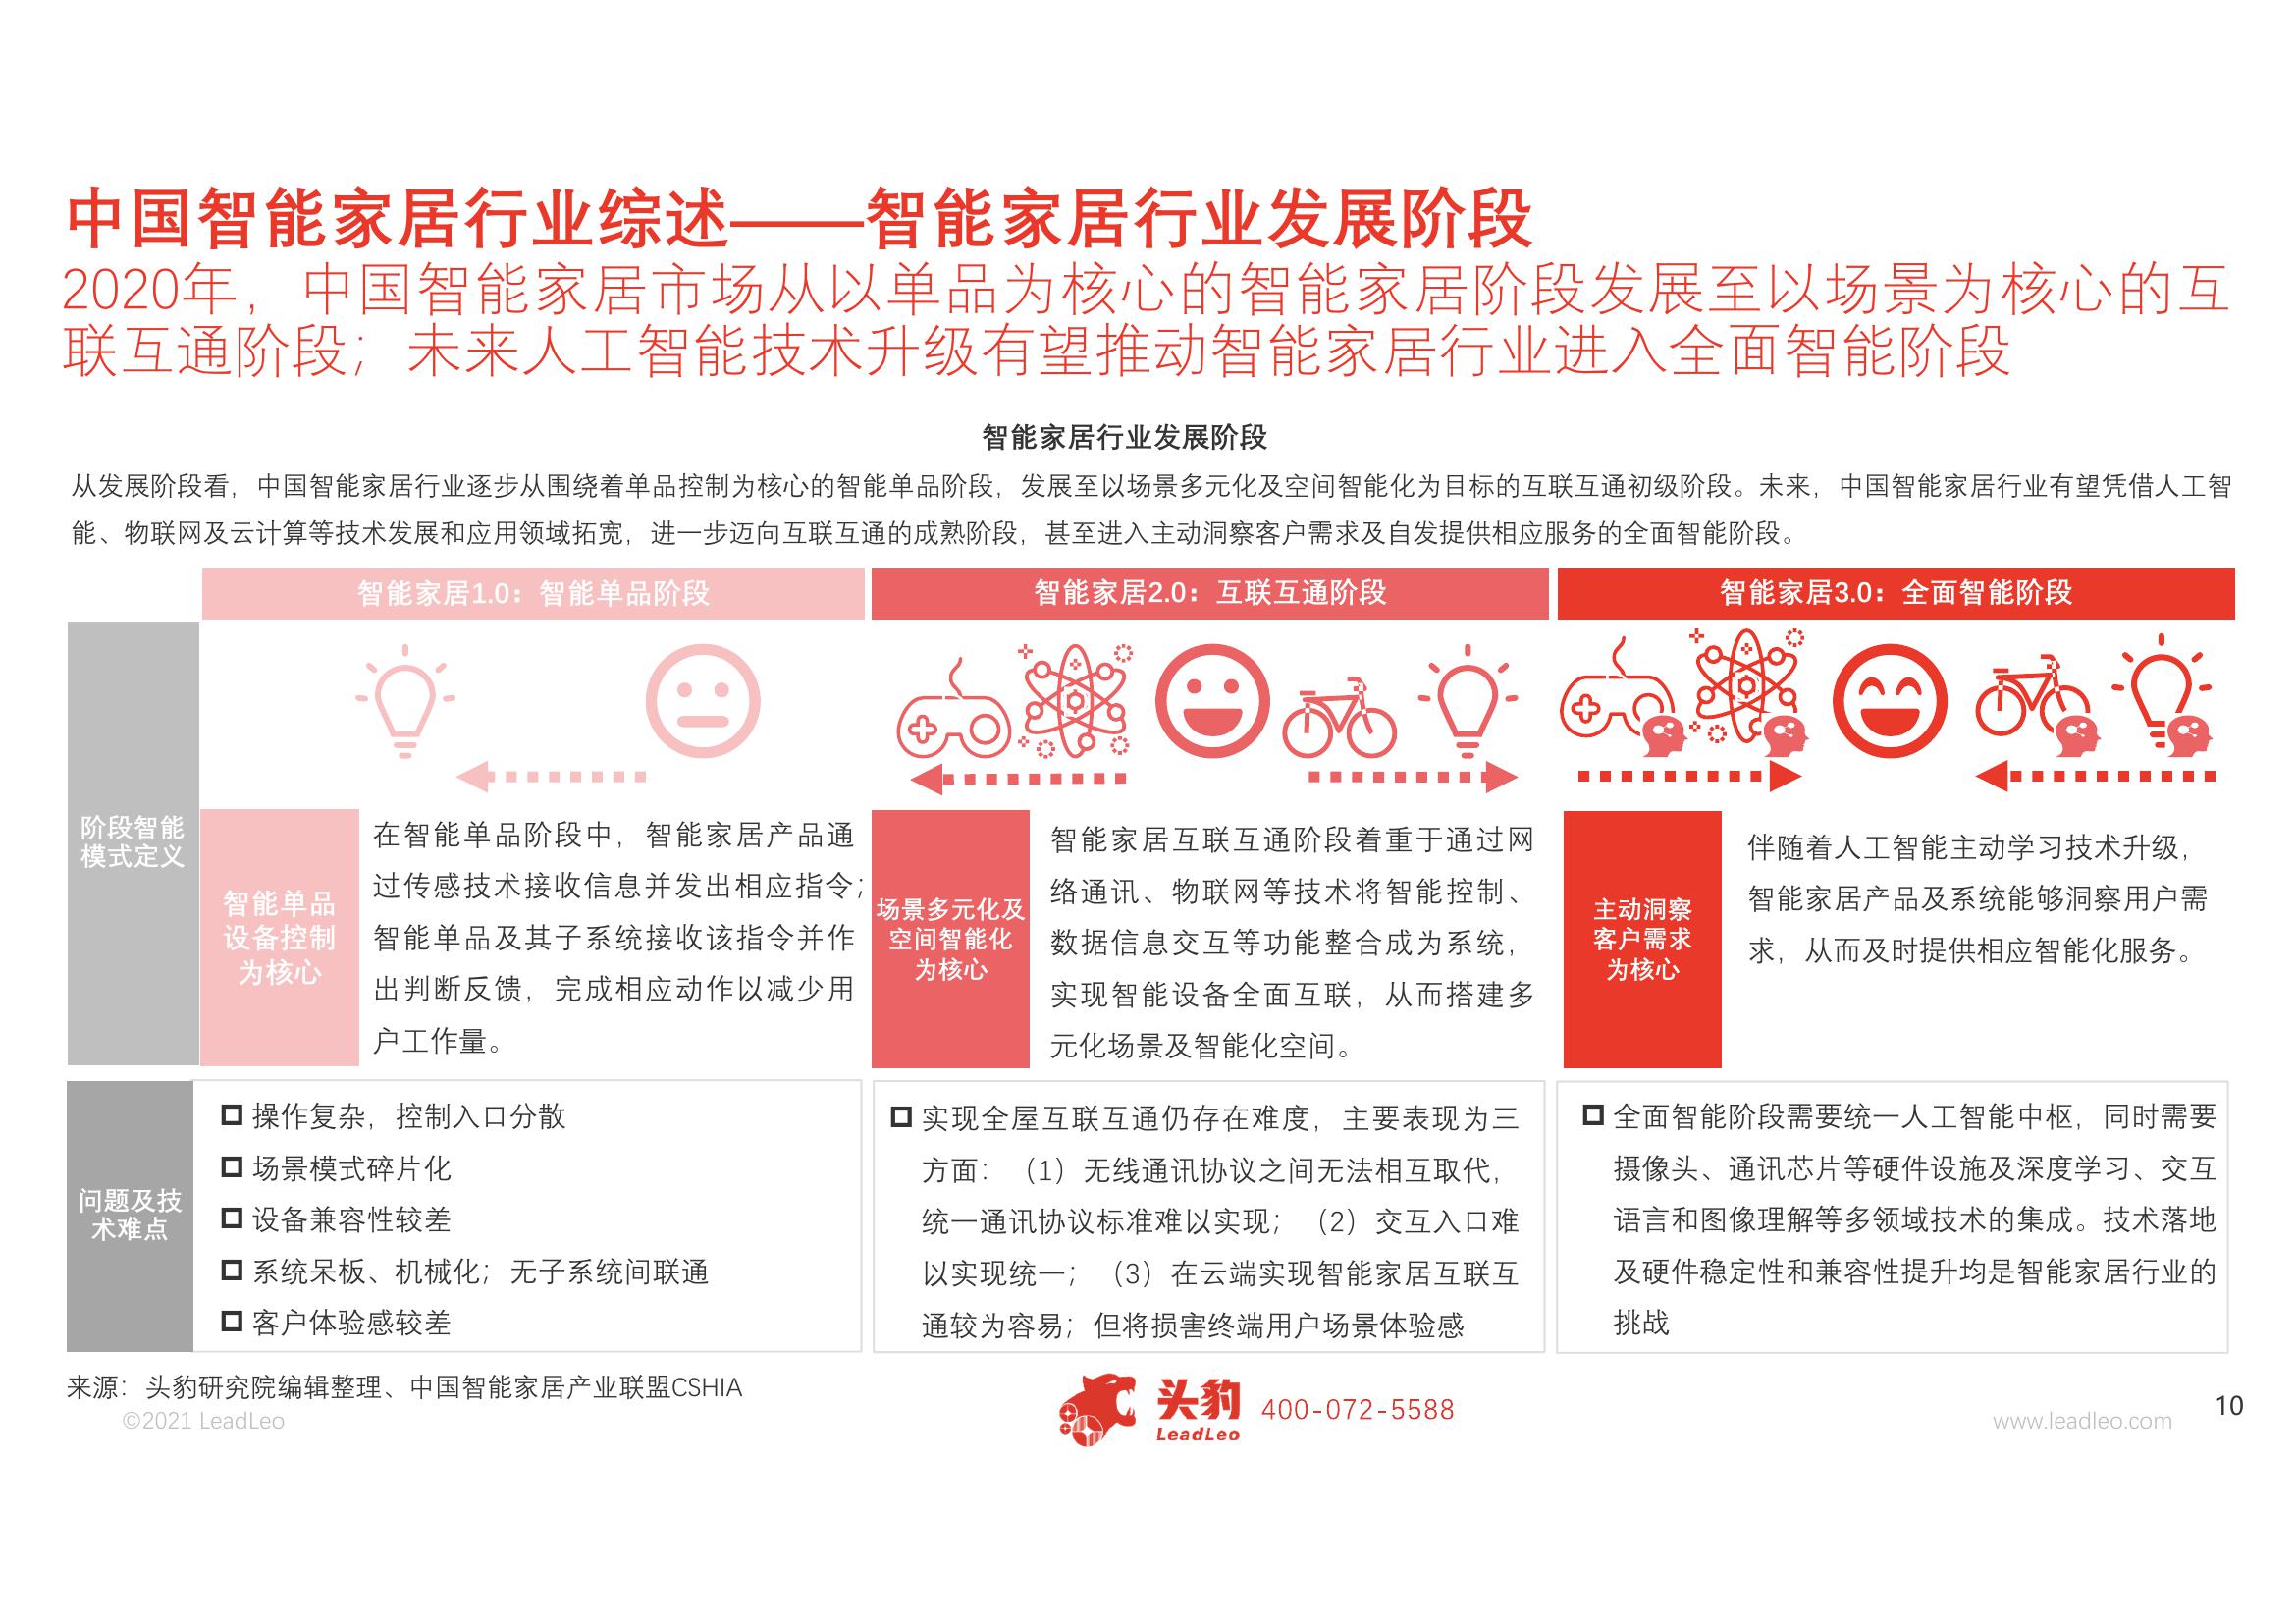 中国智能家居行业综述——智能家居行业发展阶段
2020年，中国智能家居市场从以单品为核心的智能家居阶段发展至以场景为核心的互
联互通阶段；未来人工智能技术升级有望推动智能家居行业进入全面智能阶段
智能家居行业发展阶段
从发展阶段看，中国智能家居行业逐步从围绕着单品控制为核心的智能单品阶段，发展至以场景多元化及空间智能化为目标的互联互通初级阶段。未来，中国智能家居行业有望凭借人工智
能、物联网及云计算等技术发展和应用领域拓宽，进一步迈向互联互通的成熟阶段，甚至进入主动洞察客户需求及自发提供相应服务的全面智能阶段。
智能家居1.0：智能单品阶段
智能家居2.0：互联互通阶段
智能家居3.0：全面智能阶段
阶段智能
模式定义
智能单品
设备控制
为核心
在智能单品阶段中，智能家居产品通
过传感技术接收信息并发出相应指令；
智能单品及其子系统接收该指令并作
出判断反馈，完成相应动作以减少用
户工作量。
场景多元化及
空间智能化
为核心
智能家居互联互通阶段着重于通过网
络通讯、物联网等技术将智能控制、
数据信息交互等功能整合成为系统，
实现智能设备全面互联，从而搭建多
元化场景及智能化空间。
主动洞察
客户需求
为核心
伴随着人工智能主动学习技术升级，
智能家居产品及系统能够洞察用户需
求，从而及时提供相应智能化服务。
问题及技
术难点
操作复杂，控制入口分散
场景模式碎片化
设备兼容性较差
系统呆板、机械化；无子系统间联通
客户体验感较差
实现全屋互联互通仍存在难度，主要表现为三
方面：（1）无线通讯协议之间无法相互取代，
统一通讯协议标准难以实现；（2）交互入口难
以实现统一；（3）在云端实现智能家居互联互
通较为容易；但将损害终端用户场景体验感
全面智能阶段需要统一人工智能中枢，同时需要
摄像头、通讯芯片等硬件设施及深度学习、交互
语言和图像理解等多领域技术的集成。技术落地
及硬件稳定性和兼容性提升均是智能家居行业的
挑战
来源：头豹研究院编辑整理、中国智能家居产业联盟CSHIA
©2021 LeadLeo
头豹
LeadLeo
400-072-5588
www.leadleo.com
10